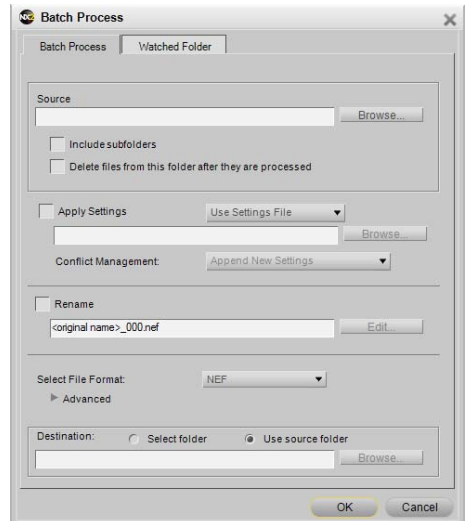 NX2 Batch Process
Batch Process Watched Folder
Source
Browse...
Include subfolders
Delete files from this folder after they are processed
Apply Settings Use Settings File
Browse...
Conflict Management: Append New Settings
Rename
<original name>_000.nef Edit...
Select File Format: NEF
Advanced
Destination: Select folder Use source folder
Browse...
OK Cancel